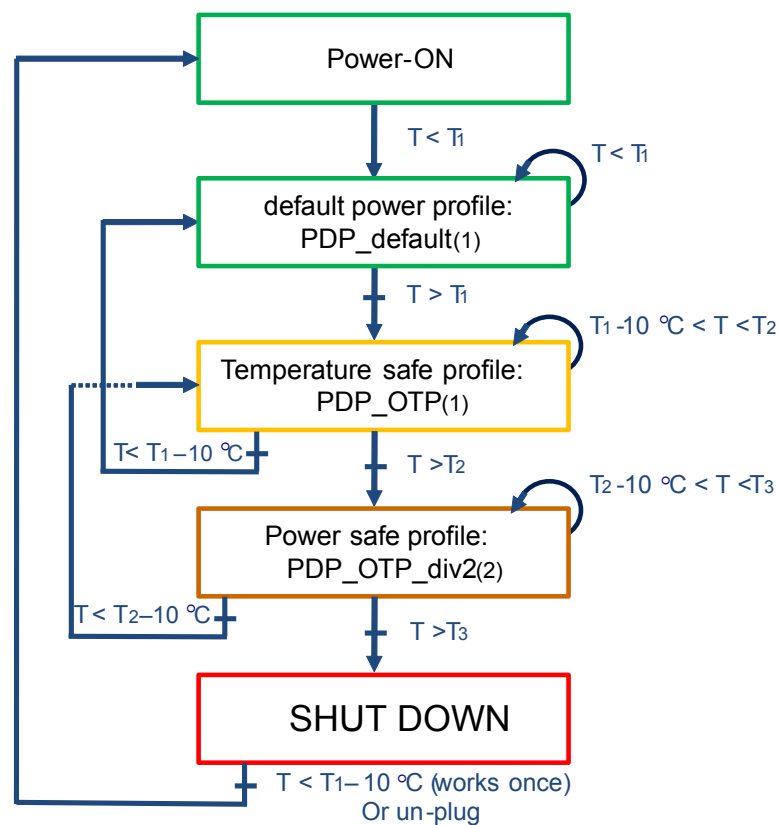 Power-ON
T < T1
T < T1
default power profile:
PDP_default(1)
T > T1
T1-10 °C < T <T2
Temperature safe profile:
PDP_OTP(1)
T< T1–10 °C
T >T2
T2-10 °C < T <T3
Power safe profile:
PDP_OTP_div2(2)
T < T2–10 °C
T >T3
SHUT DOWN
T < T1–10 °C (works once)
Or un-plug